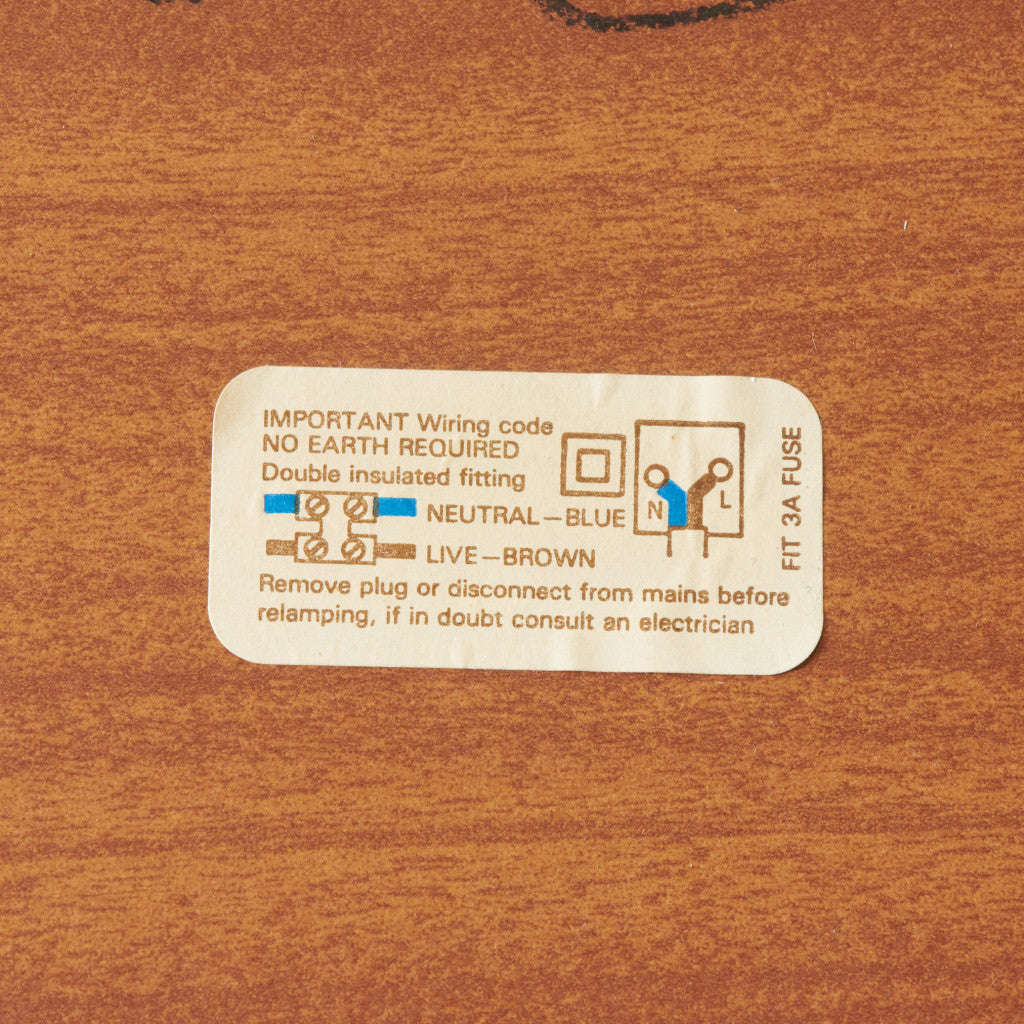 IMPORTANT Wiring code
NO EARTH REQUIRED
Double insulated fitting
NEUTRAL–BLUE
LIVE–BROWN
N
L
FIT 3A FUSE
Remove plug or disconnect from mains before
relamping, if in doubt consult an electrician